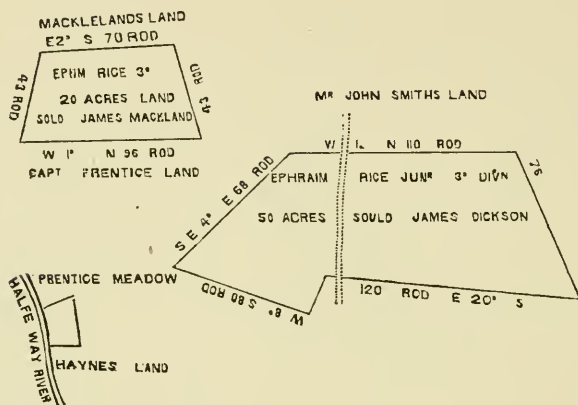 MACKLELANDS LAND
E2° S 70 ROD
43 ROD
EPHM RICE 3°
20 ACRES LAND
SOLD JAMES MACKLAND
43 ROD
W 1° N 96 ROD
CAPT PRENTICE LAND
MR JOHN SMITHS LAND
W 1L N 110 ROD
76
S E 4° E 68 ROD
EPHRAIM RICE JUNR 3° DIVN
50 ACRES SOULD JAMES DICKSON
W 8° S 80 ROD
120 ROD E 20° S
PRENTICE MEADOW
HALFE WAY RIVER
HAYNES LAND